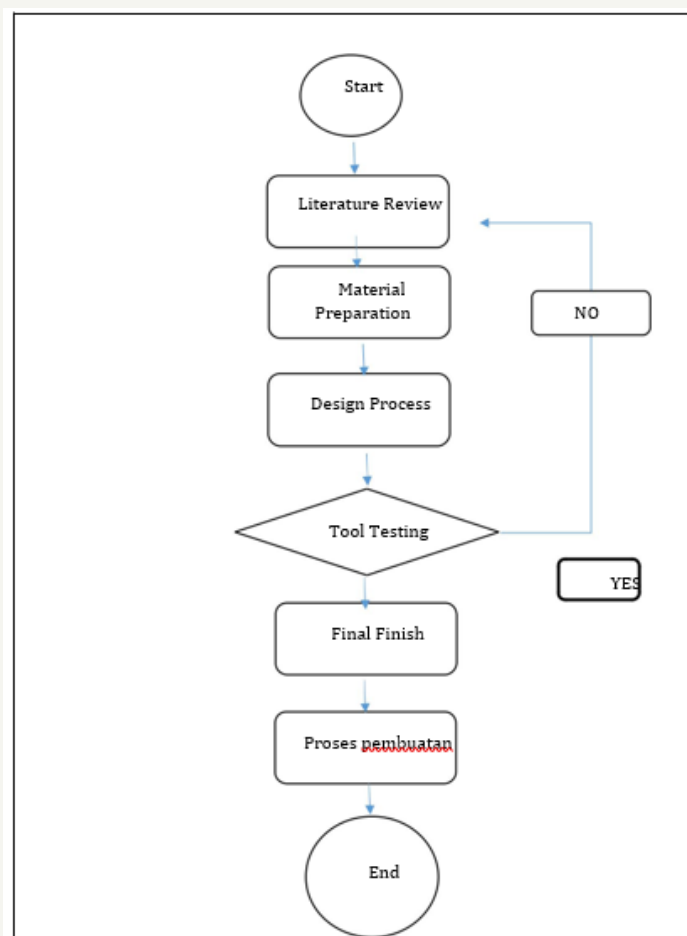 Start
Literature Review
Material
Preparation
NO
Design Process
Tool Testing
YES
Final Finish
Proses pembuatan
End